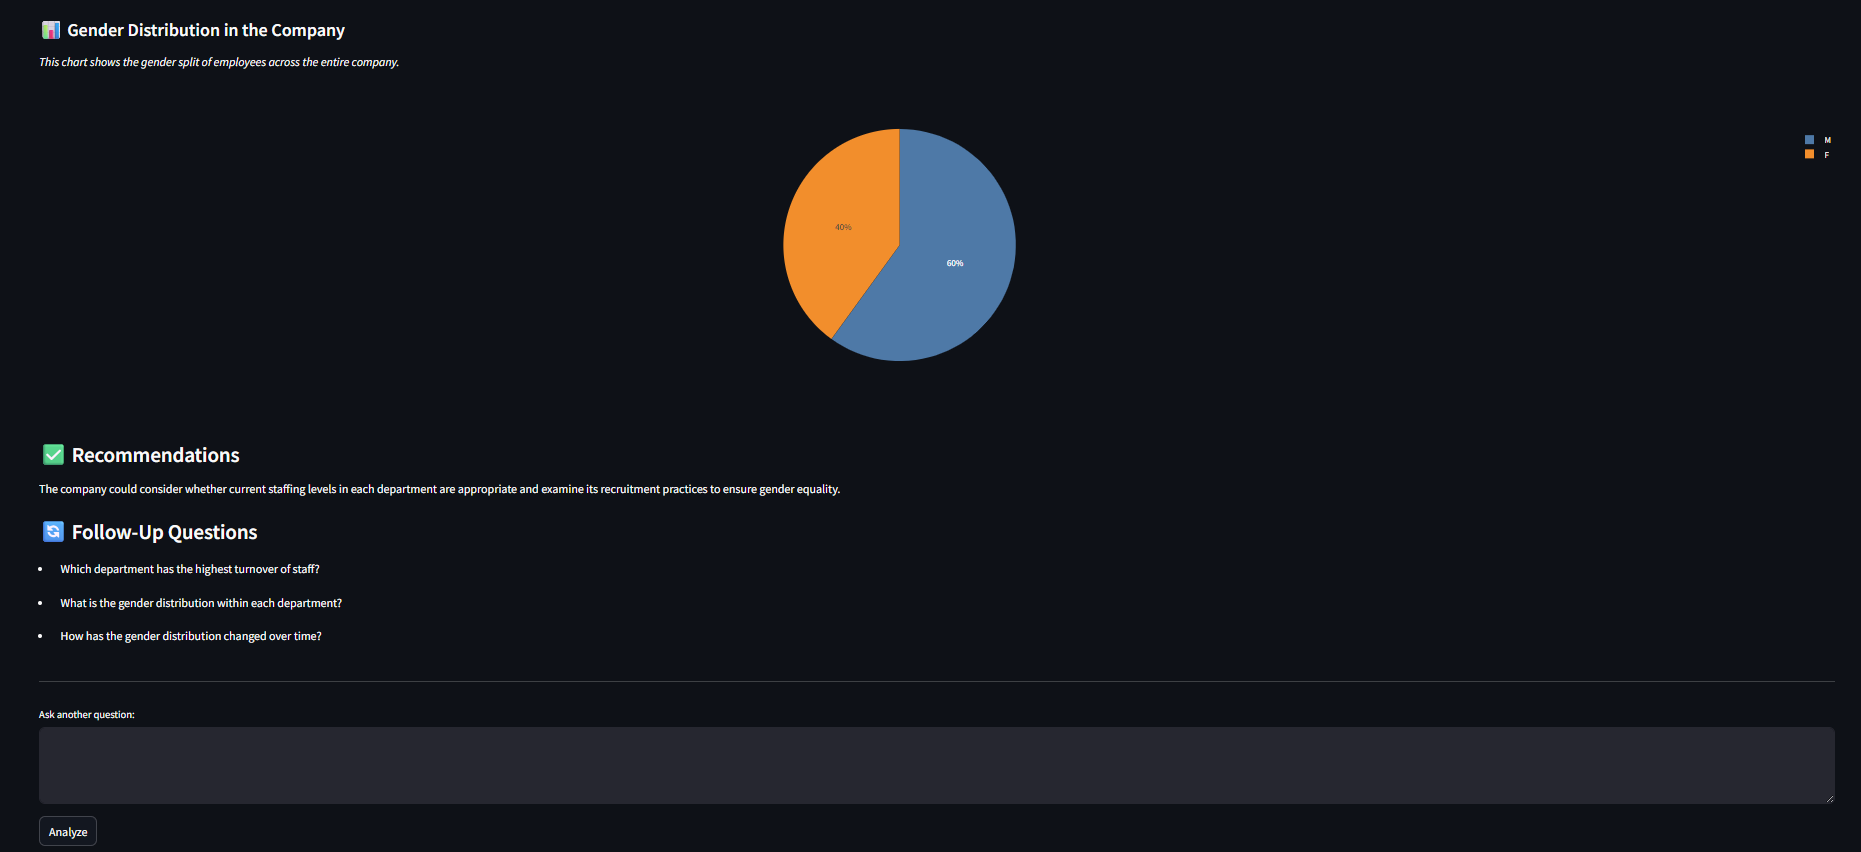 Gender Distribution in the Company
This chart shows the gender split of employees across the entire company.
M
F
40%
60%
Recommendations
The company could consider whether current staffing levels in each department are appropriate and examine its recruitment practices to ensure gender equality.
Follow-Up Questions
• Which department has the highest turnover of staff?
• What is the gender distribution within each department?
• How has the gender distribution changed over time?
Ask another question:
Analyze